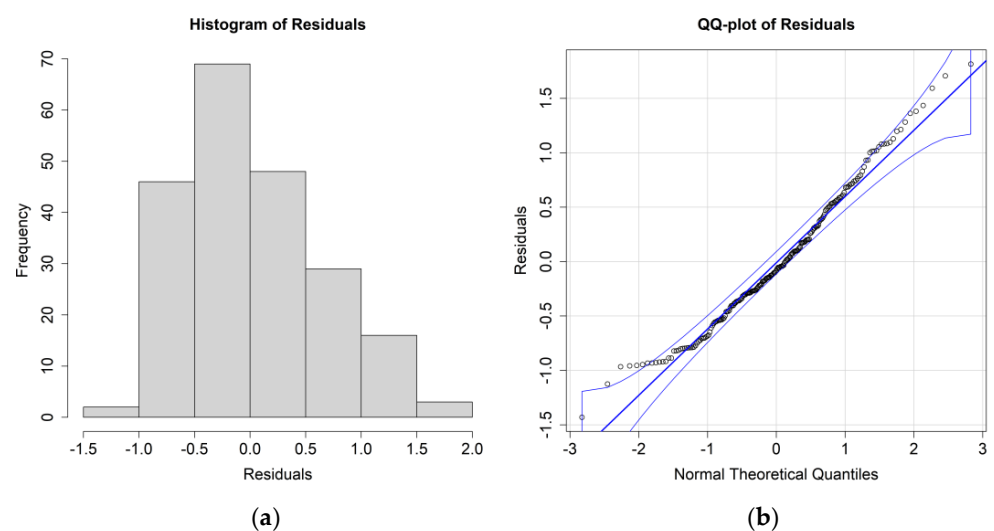 Histogram of Residuals
Frequency
0 10 20 30 40 50 60 70
-1.5 -1.0 -0.5 0.0 0.5 1.0 1.5 2.0
Residuals
(a)
QQ-plot of Residuals
Residuals
-1.5 -1.0 -0.5 0.0 0.5 1.0 1.5
-3 -2 -1 0 1 2 3
Normal Theoretical Quantiles
(b)